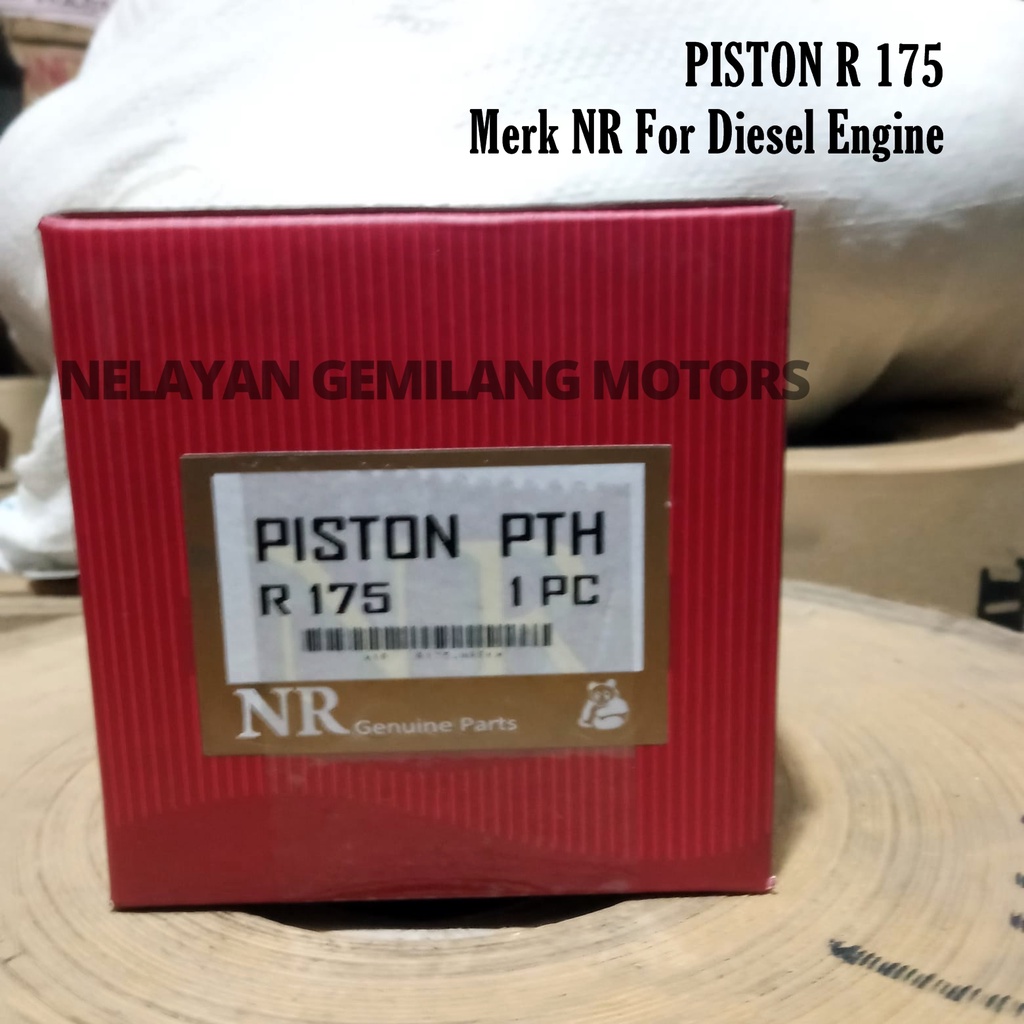 PISTON R 175
Merk NR For Diesel Engine
NELAYAN GEMILANG MOTORS
PISTON PTH
R 175 1 PC
NR Genuine Parts